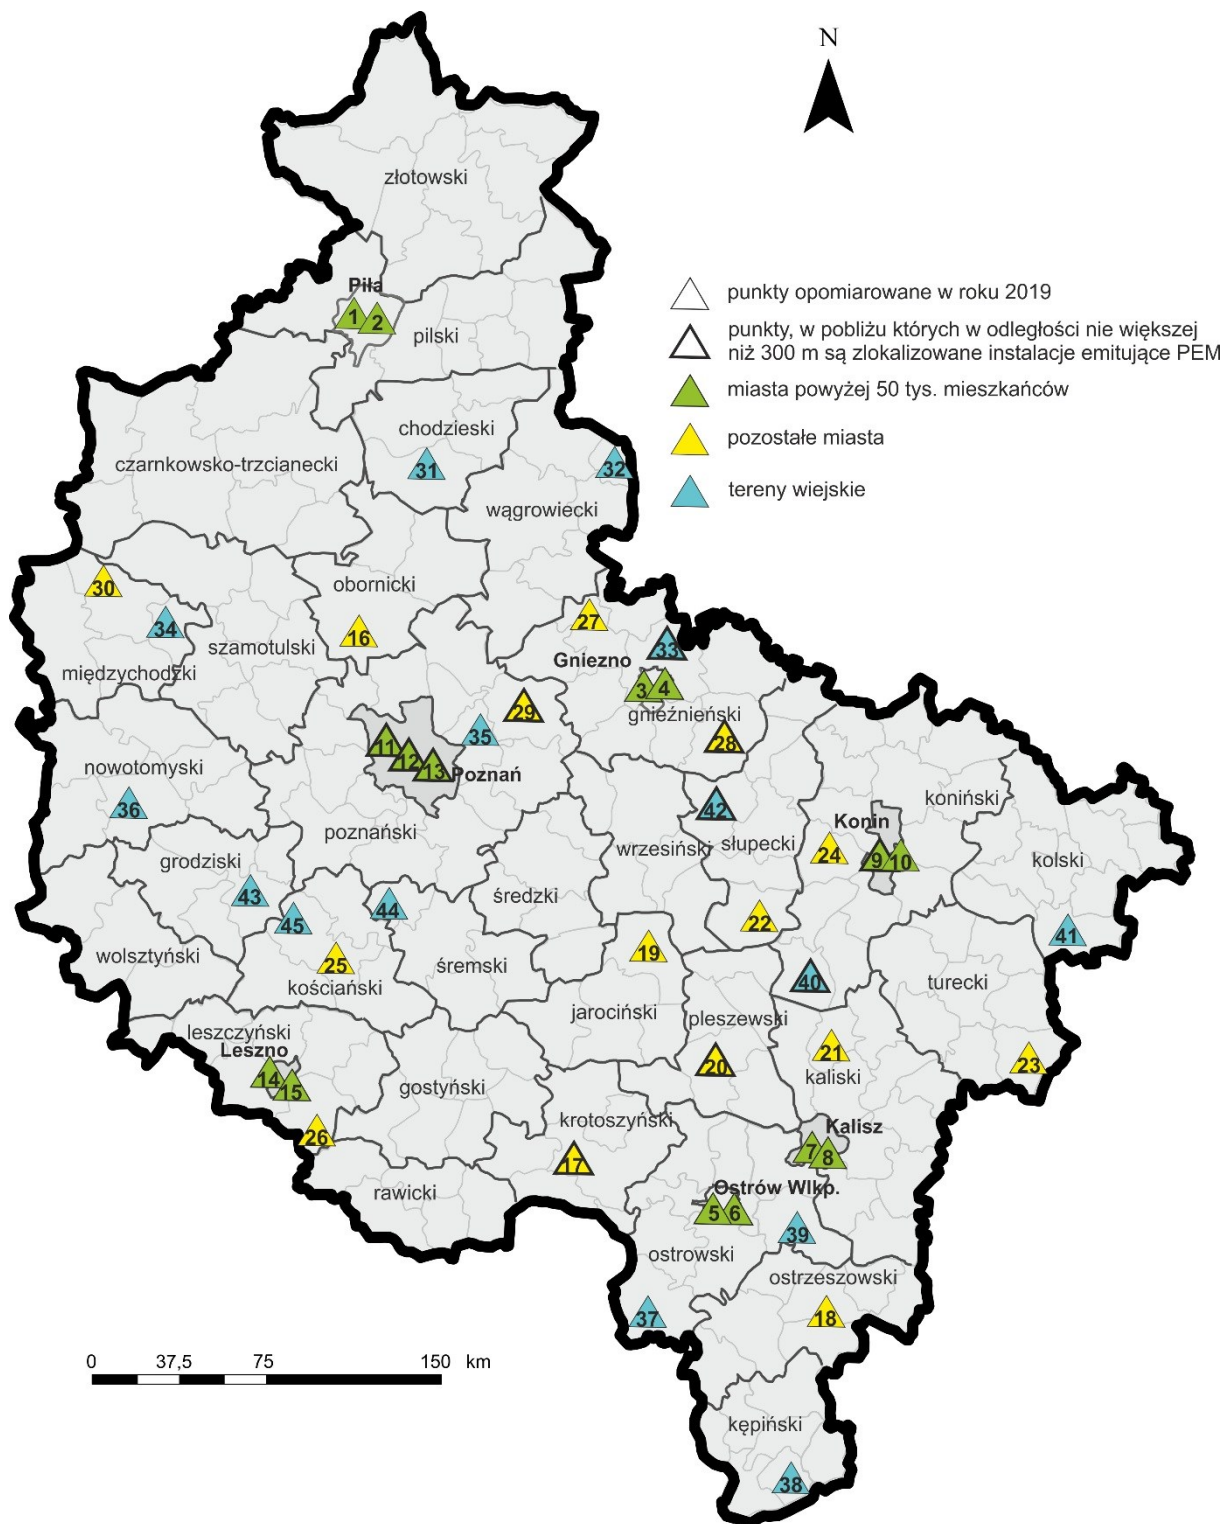 N
złotowski
Piła
1
2
pilski
punkty opomiarowane w roku 2019
punkty, w pobliżu których w odległości nie większej
niż 300 m są zlokalizowane instalacje emitujące PEM
miasta powyżej 50 tys. mieszkańców
pozostałe miasta
tereny wiejskie
chodzieski
czarnkowsko-trzcianecki
31
32
wągrowiecki
obornicki
30
27
34
16
szamotulski
33
Gniezno
międzychodzki
3
4
gnieźnieński
29
35
28
11
12
13
Poznań
nowotomyski
36
42
koniński
Konin
poznański
wrzesiński
słupecki
24
9
10
kolski
grodziski
43
44
średzki
45
22
41
wolsztyński
25
19
śremski
kościański
40
turecki
jarociński
pleszewski
leszczyński
Leszno
21
20
23
14
15
gostyński
kaliski
26
krotoszyński
Kalisz
7
8
17
rawicki
Ostrów Wlkp.
5
6
39
ostrowski
ostrzeszowski
37
18
0 37,5 75 150 km
kępiński
38